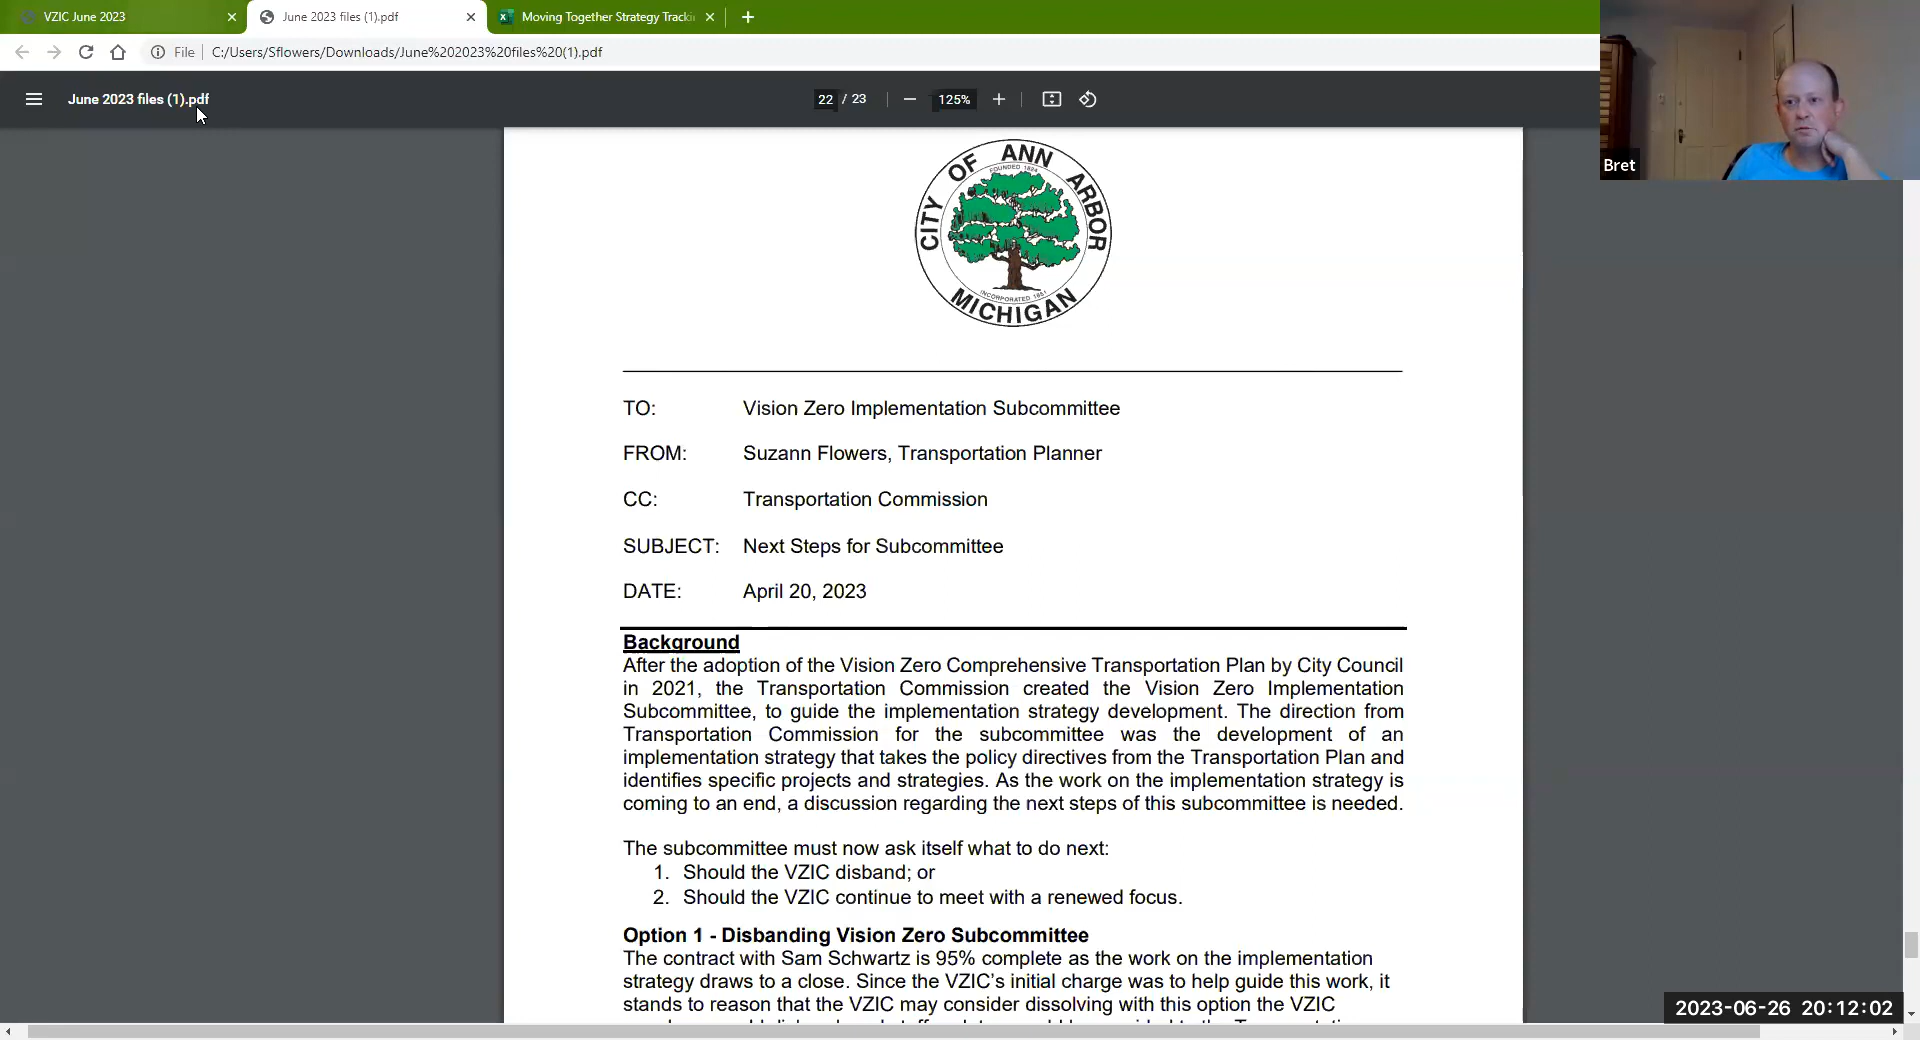 VZIC June 2023
June 2023 files (1).pdf
Moving Together Strategy Tracki
File
C:/Users/Sflowers/Downloads/June%202023%20files%20(1).pdf
June 2023 files (1).pdf
22 / 23
125%
Bret
CITY OF ANN ARBOR
FOUNDED 1824
INCORPORATED 1851
MICHIGAN
TO: Vision Zero Implementation Subcommittee
FROM: Suzann Flowers, Transportation Planner
CC: Transportation Commission
SUBJECT: Next Steps for Subcommittee
DATE: April 20, 2023
Background
After the adoption of the Vision Zero Comprehensive Transportation Plan by City Council
in 2021, the Transportation Commission created the Vision Zero Implementation
Subcommittee, to guide the implementation strategy development. The direction from
Transportation Commission for the subcommittee was the development of an
implementation strategy that takes the policy directives from the Transportation Plan and
identifies specific projects and strategies. As the work on the implementation strategy is
coming to an end, a discussion regarding the next steps of this subcommittee is needed.
The subcommittee must now ask itself what to do next:
1. Should the VZIC disband; or
2. Should the VZIC continue to meet with a renewed focus.
Option 1 - Disbanding Vision Zero Subcommittee
The contract with Sam Schwartz is 95% complete as the work on the implementation
strategy draws to a close. Since the VZIC's initial charge was to help guide this work, it
stands to reason that the VZIC may consider dissolving with this option the VZIC
2023-06-26 20:12:02